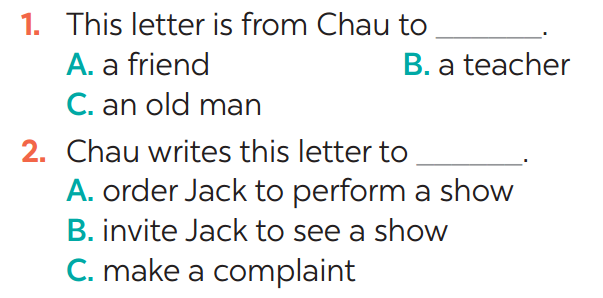 1. This letter is from Chau to ________.
A. a friend B. a teacher
C. an old man
2. Chau writes this letter to ________.
A. order Jack to perform a show
B. invite Jack to see a show
C. make a complaint